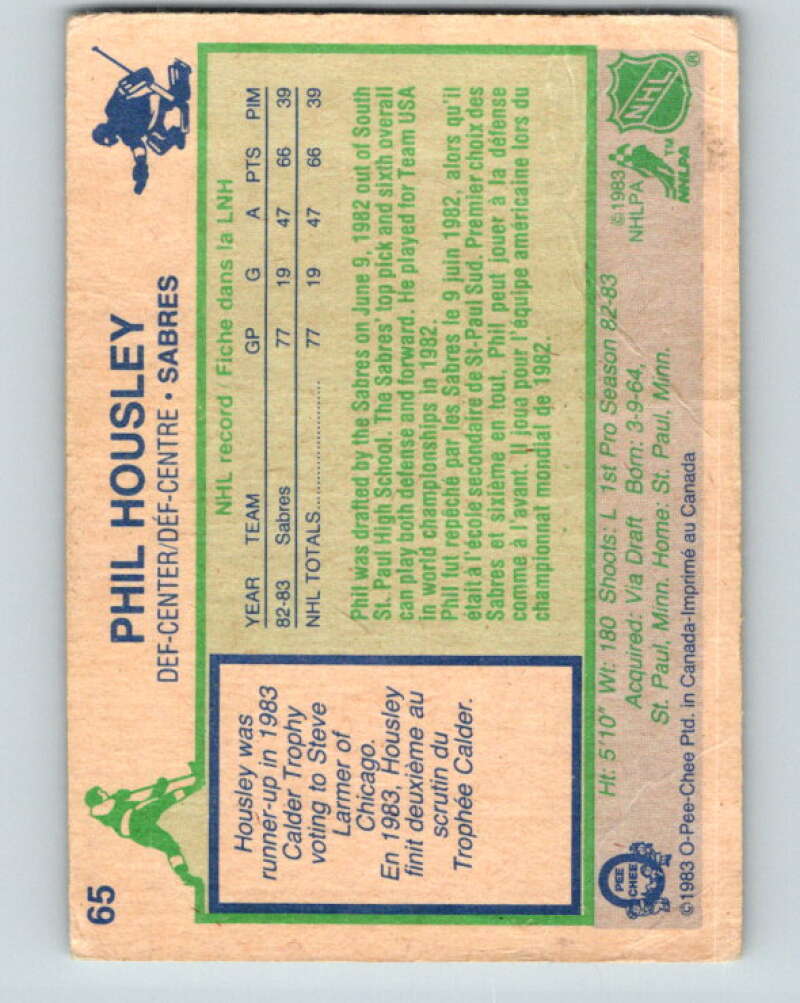 65
PHIL HOUSLEY
DEF-CENTER/DÉF-CENTRE • SABRES
Housley was
runner-up in 1983
Calder Trophy
voting to Steve
Larmer of
Chicago.
En 1983, Housley
finit deuxième au
scrutin du
Trophée Calder.
NHL record / Fiche dans la LNH
YEAR TEAM GP G A PTS PIM
82-83 Sabres 77 19 47 66 39
NHL TOTALS 77 19 47 66 39
Phil was drafted by the Sabres on June 9, 1982 out of South
St. Paul High School. The Sabres' top pick and sixth overall
can play both defense and forward. He played for Team USA
in world championships in 1982.
Phil fut repêché par les Sabres le 9 juin 1982, alors qu'il
était à l'école secondaire de St-Paul Sud. Premier choix des
Sabres et sixième en tout, Phil peut jouer à la défense
comme à l'avant. Il joua pour l'équipe américaine lors du
championnat mondial de 1982.
Ht: 5'10" Wt: 180 Shoots: L 1st Pro Season 82-83
Acquired: Via Draft Born: 3-9-64,
St. Paul, Minn. Home: St. Paul, Minn.
©1983
NHLPA
NHLPA™
NHL®
PEE
CHEE
©1983 O-Pee-Chee Ptd. in Canada-Imprimé au Canada